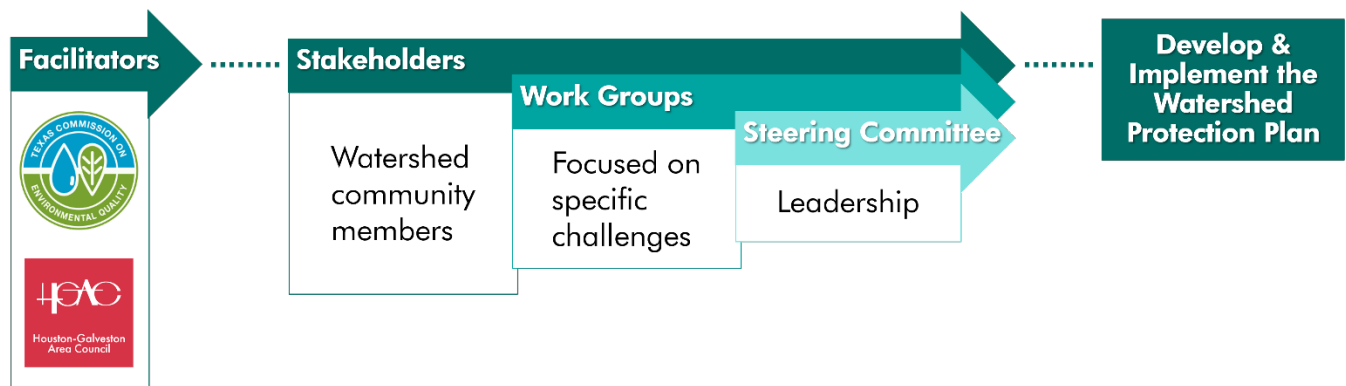 Facilitators
TEXAS COMMISSION ON
ENVIRONMENTAL QUALITY
HGAC
Houston-Galveston
Area Council
Stakeholders
Watershed
community
members
Work Groups
Focused on
specific
challenges
Steering Committee
Leadership
Develop &
Implement the
Watershed
Protection Plan